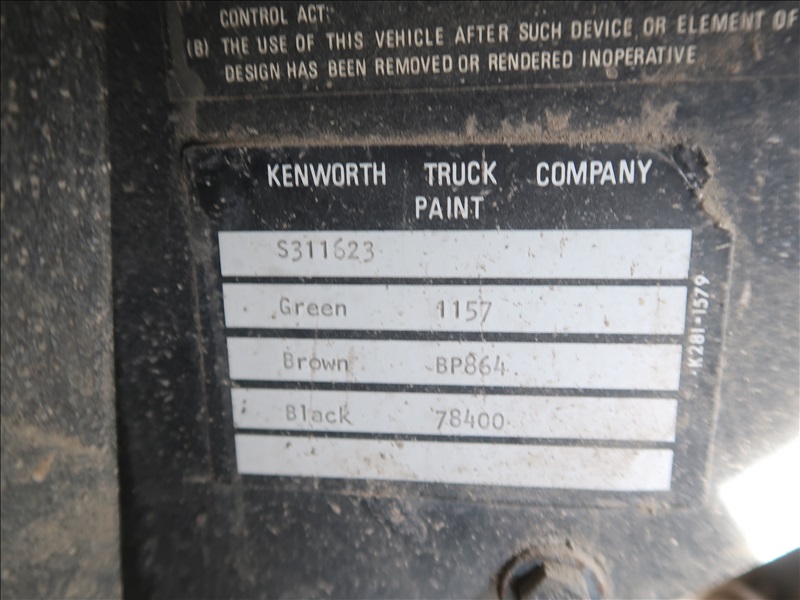 CONTROL ACT:
(B) THE USE OF THIS VEHICLE AFTER SUCH DEVICE OR ELEMENT OF
DESIGN HAS BEEN REMOVED OR RENDERED INOPERATIVE
KENWORTH TRUCK COMPANY
PAINT
S311623
Green 1157
Brown BP864
Black 78400
K281-1579